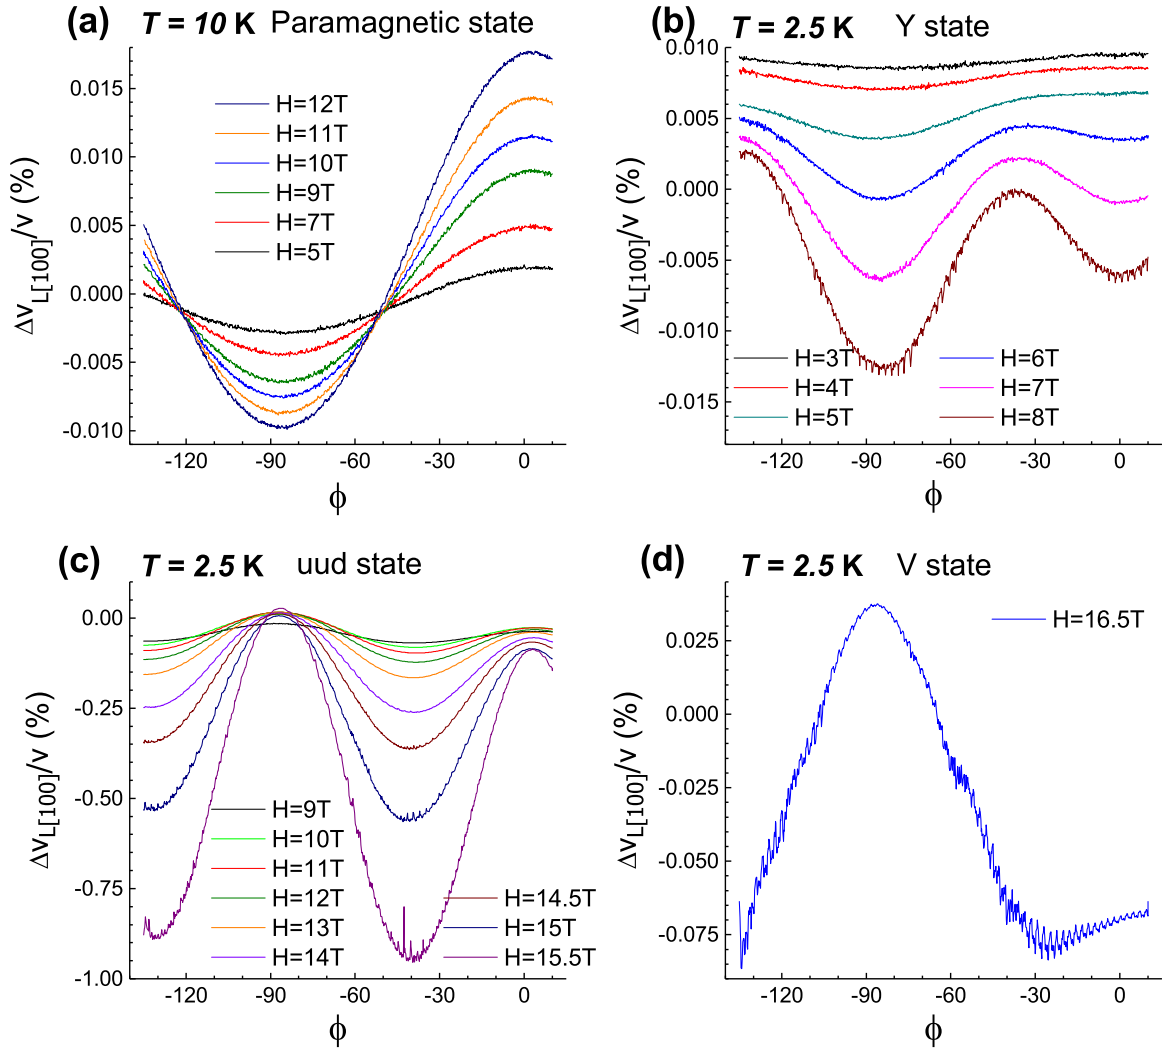 (a) T = 10 K Paramagnetic state
ΔvL[100]/v (%)
0.015
0.010
0.005
0.000
-0.005
-0.010
H=12T
H=11T
H=10T
H=9T
H=7T
H=5T
-120 -90 -60 -30 0
ϕ
(b) T = 2.5 K Y state
ΔvL[100]/v (%)
0.010
0.005
0.000
-0.005
-0.010
-0.015
H=3T H=6T
H=4T H=7T
H=5T H=8T
-120 -90 -60 -30 0
ϕ
(c) T = 2.5 K uud state
ΔvL[100]/v (%)
0.00
-0.25
-0.50
-0.75
-1.00
H=9T
H=10T
H=11T
H=12T H=14.5T
H=13T H=15T
H=14T H=15.5T
-120 -90 -60 -30 0
ϕ
(d) T = 2.5 K V state
ΔvL[100]/v (%)
0.025
0.000
-0.025
-0.050
-0.075
H=16.5T
-120 -90 -60 -30 0
ϕ